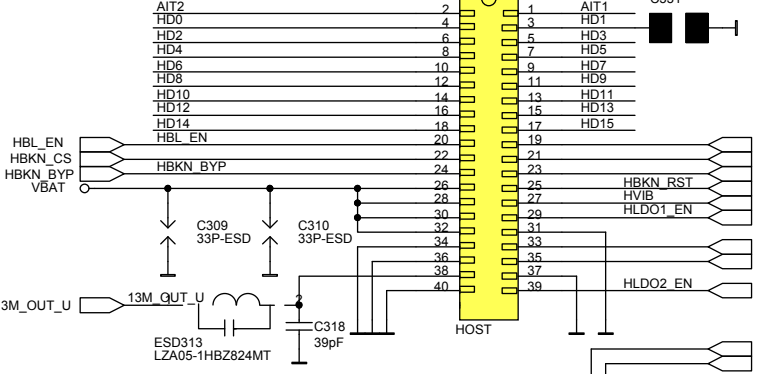 AIT2 2 1 AIT1
HD0 4 3 HD1
HD2 6 5 HD3
HD4 8 7 HD5
HD6 10 9 HD7
HD8 12 11 HD9
HD10 14 13 HD11
HD12 16 15 HD13
HD14 18 17 HD15
HBL_EN HBL_EN 20 19
HBKN_CS 22 21
HBKN_BYP HBKN_BYP 24 23
VBAT 26 25 HBKN_RST
28 27 HVIB
30 29 HLDO1_EN
32 31
34 33
36 35
38 37
40 39 HLDO2_EN
C309
33P-ESD
C310
33P-ESD
3M_OUT_U 13M_OUT_U 2
ESD313
LZA05-1HBZ824MT
C318
39pF
HOST